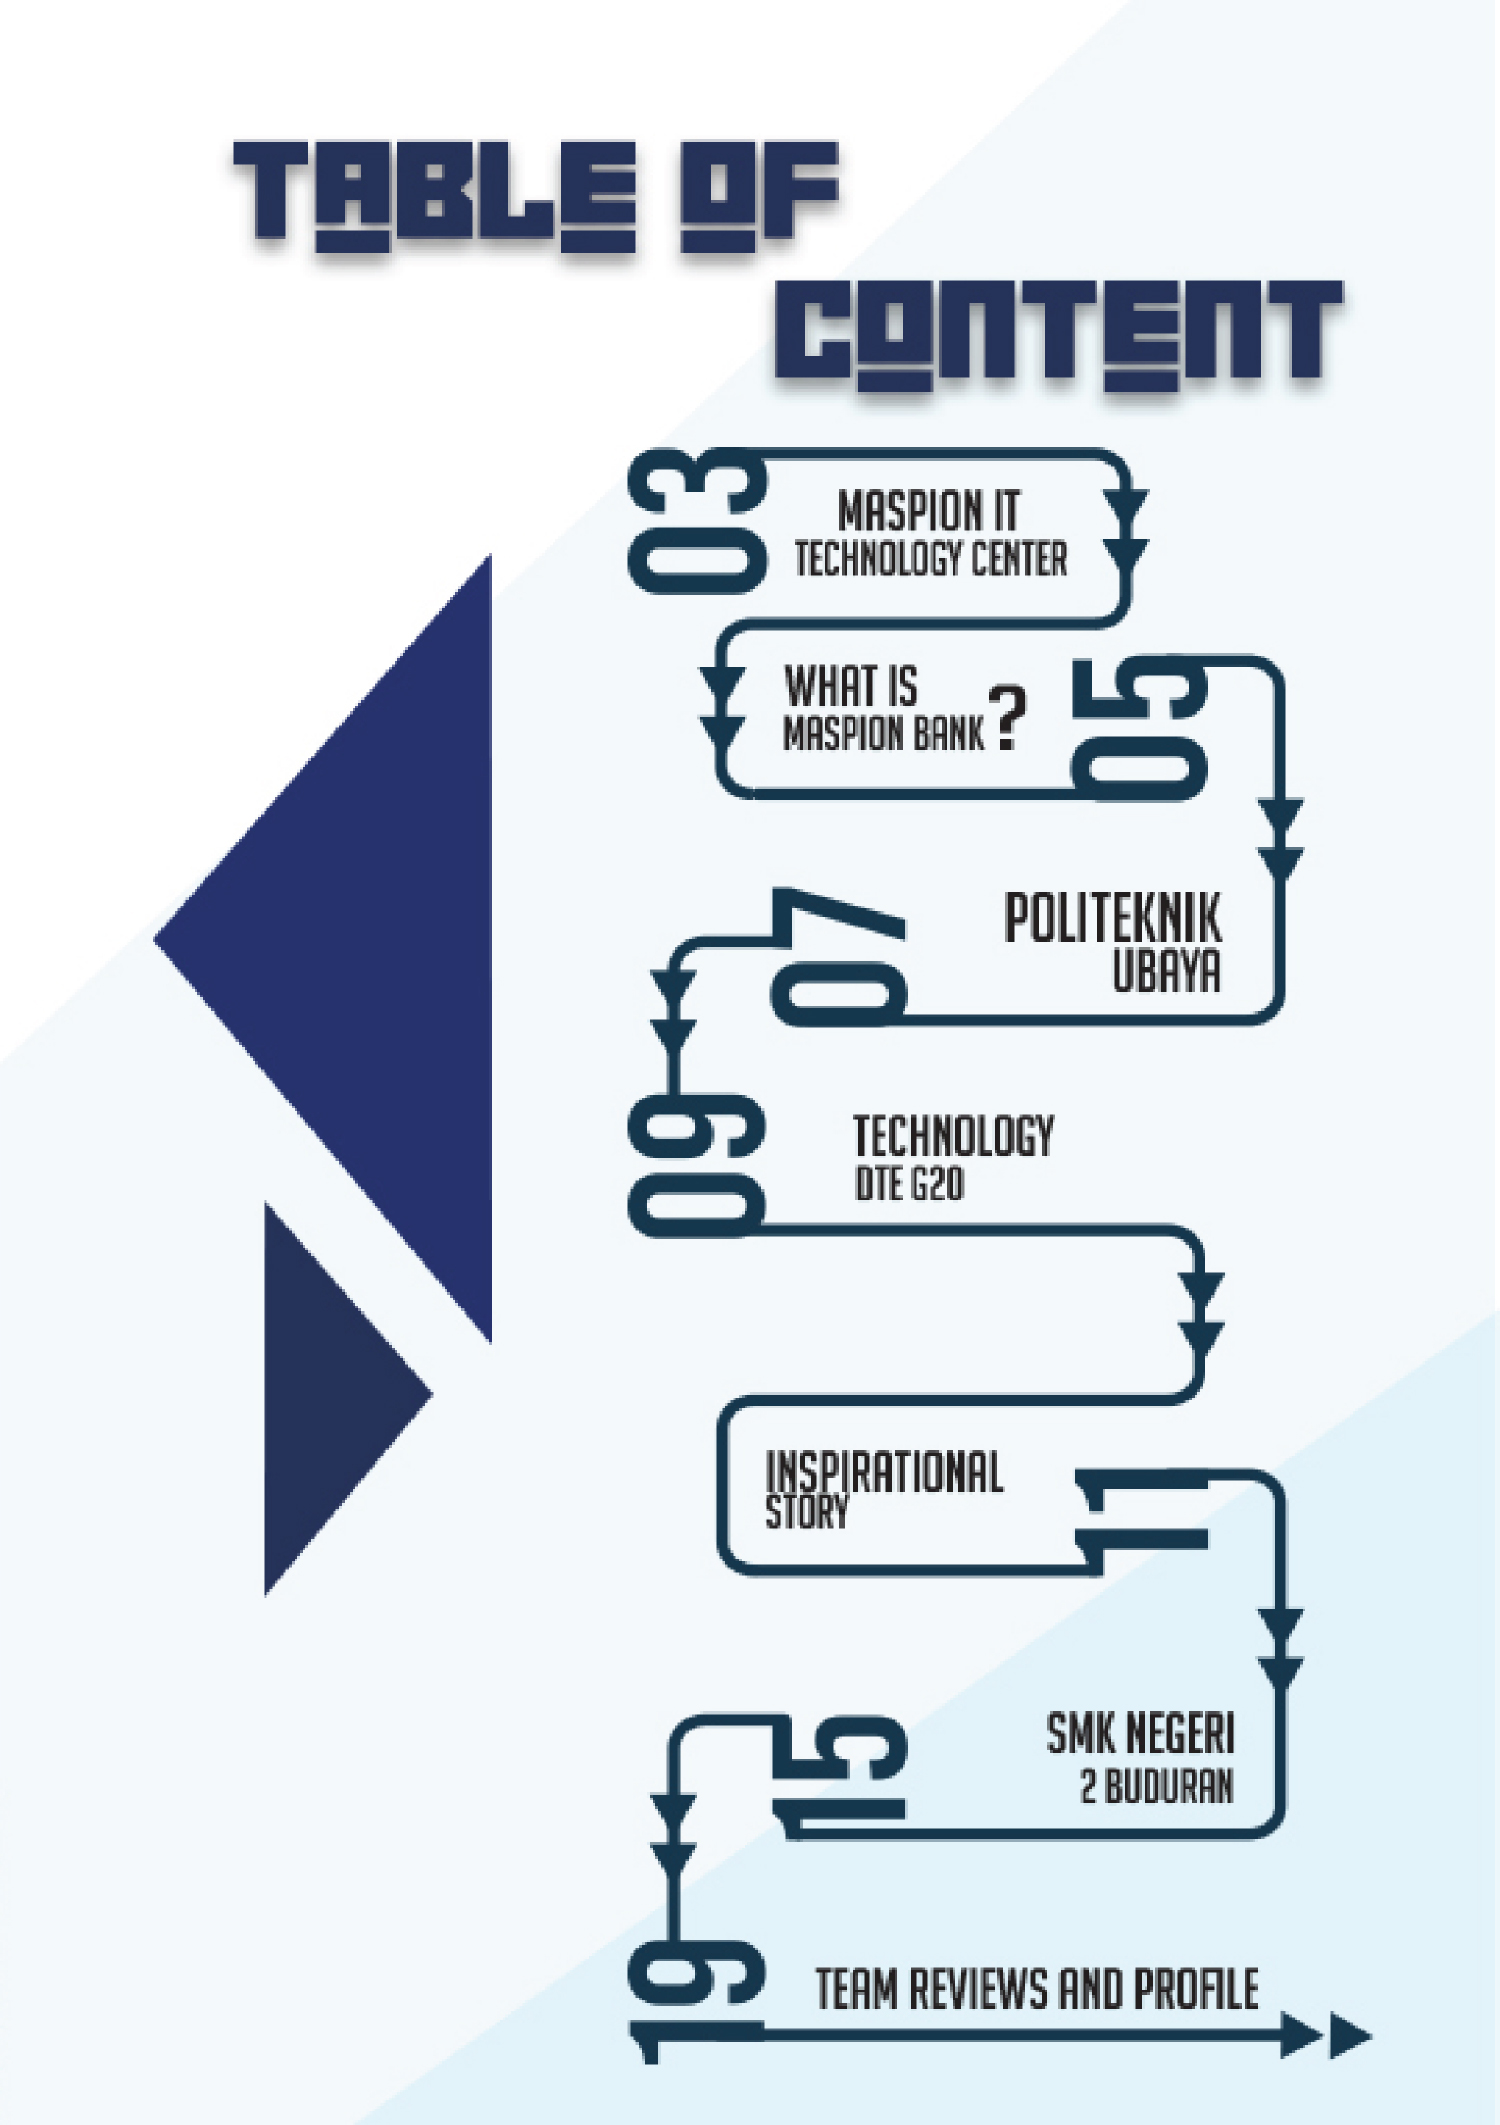 TABLE OF
CONTENT
03
MASPION IT
TECHNOLOGY CENTER
WHAT IS
MASPION BANK?
05
07
POLITEKNIK
UBAYA
09
TECHNOLOGY
DTE G20
INSPIRATIONAL
STORY
11
15
SMK NEGERI
2 BUDURAN
19
TEAM REVIEWS AND PROFILE